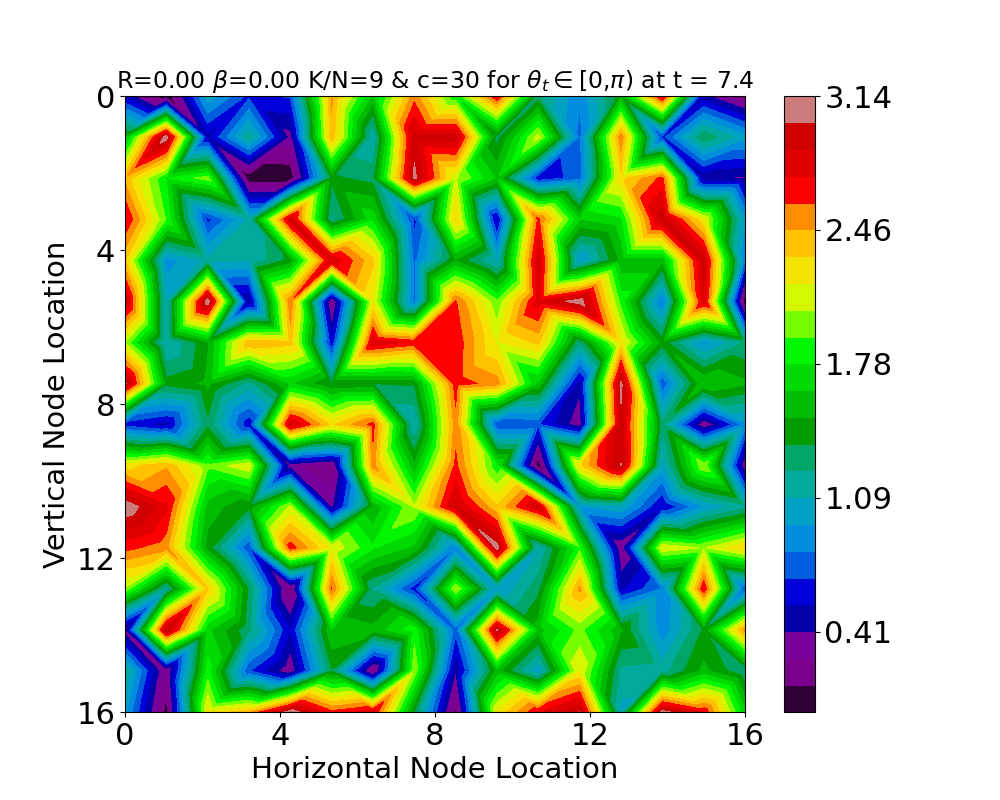 R=0.00 β=0.00 K/N=9 & c=30 for θt ∈ [0,π) at t = 7.4
Vertical Node Location
0
4
8
12
16
0 4 8 12 16
Horizontal Node Location
3.14
2.46
1.78
1.09
0.41